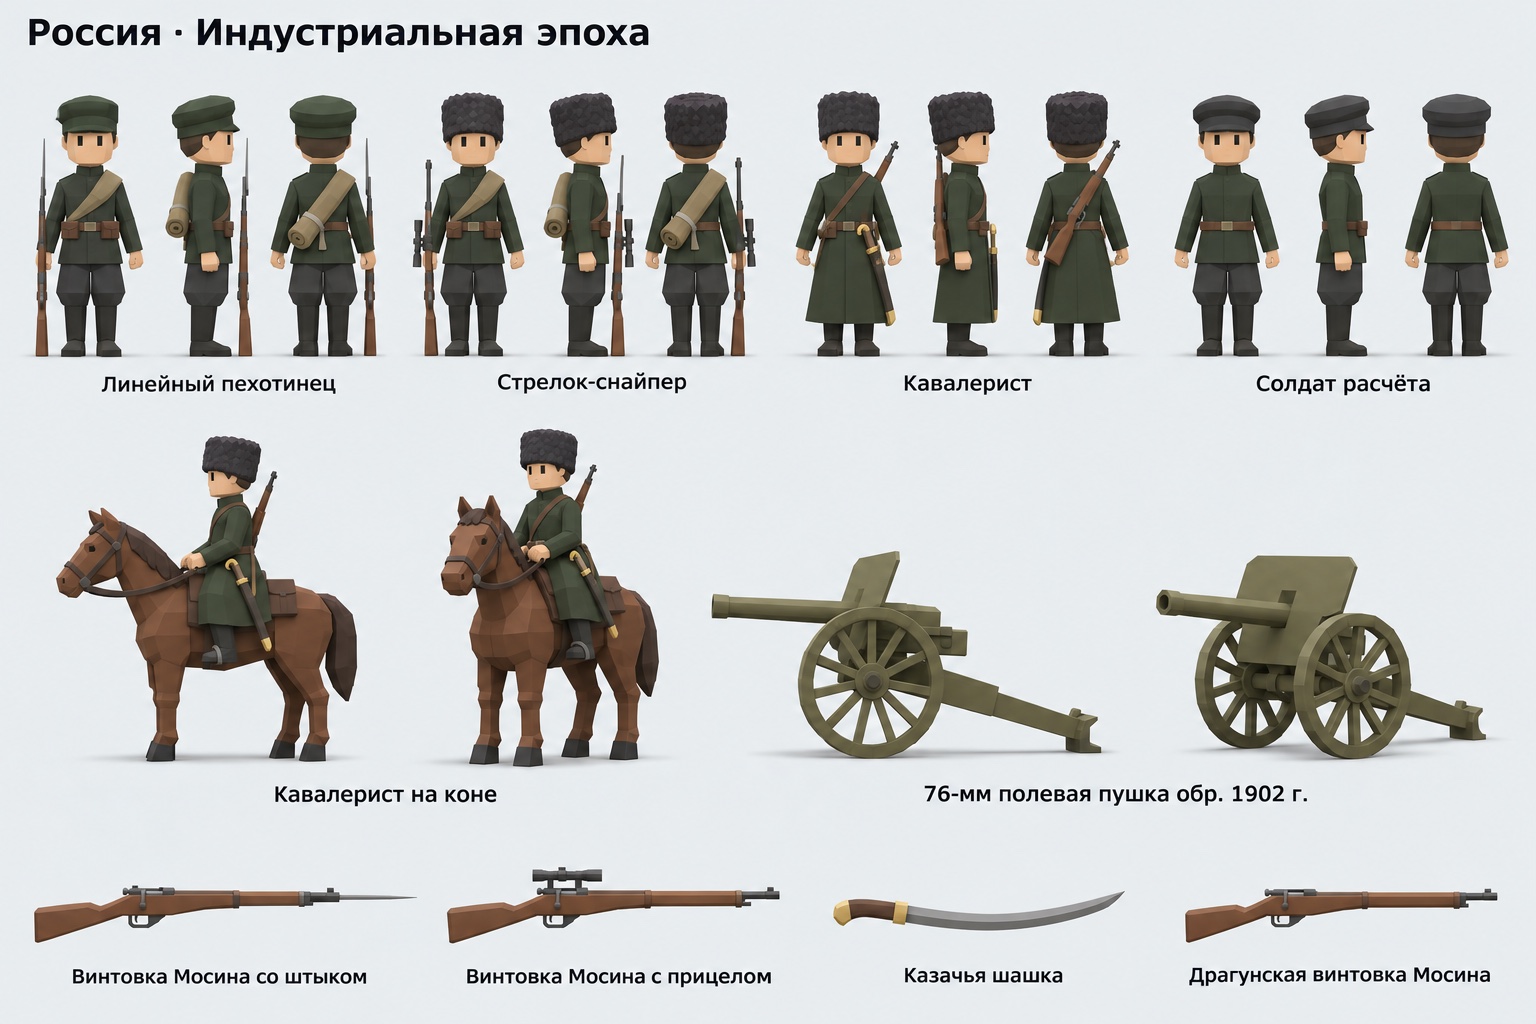 Россия · Индустриальная эпоха
Линейный пехотинец
Стрелок-снайпер
Кавалерист
Солдат расчёта
Кавалерист на коне
76-мм полевая пушка обр. 1902 г.
Винтовка Мосина со штыком
Винтовка Мосина с прицелом
Казачья шашка
Драгунская винтовка Мосина